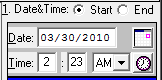 1. Date&Time: Start End
Date: 03/30/2010
Time: 2 : 23 AM